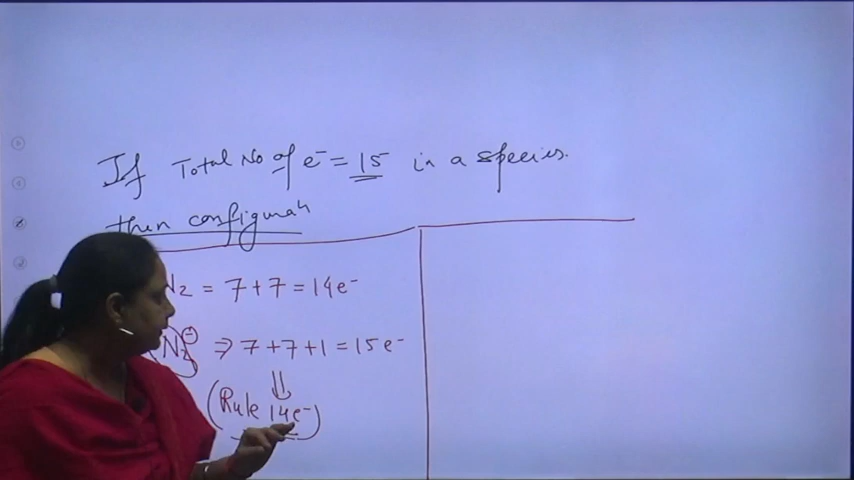 If Total No of e⁻ = 15 in a species.
then configuratⁿ
N₂ = 7+7 = 14e⁻
N₂⁻ ⇒ 7+7+1 = 15e⁻
⇓
(Rule 14e⁻)